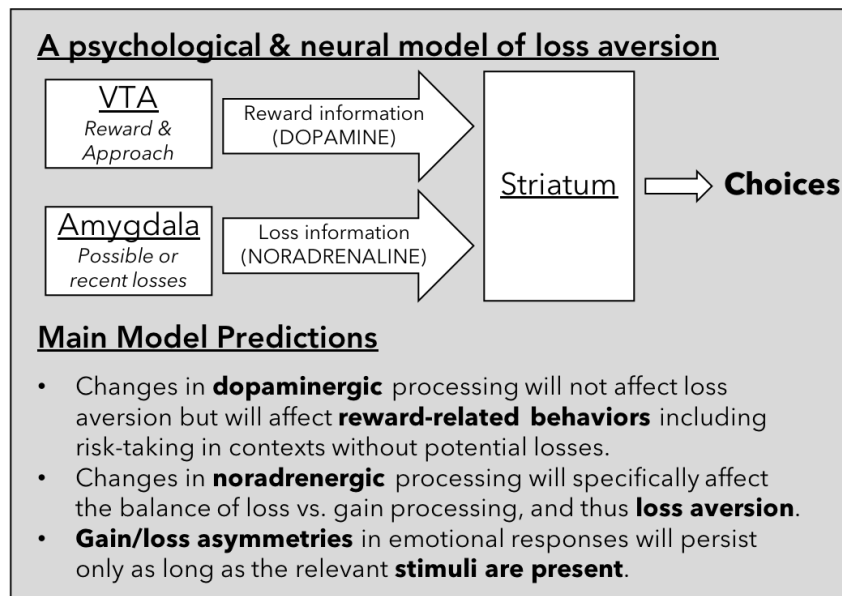 A psychological & neural model of loss aversion
VTA
Reward &
Approach
Reward information
(DOPAMINE)
Striatum
Choices
Amygdala
Possible or
recent losses
Loss information
(NORADRENALINE)
Main Model Predictions
• Changes in dopaminergic processing will not affect loss
aversion but will affect reward-related behaviors including
risk-taking in contexts without potential losses.
• Changes in noradrenergic processing will specifically affect
the balance of loss vs. gain processing, and thus loss aversion.
• Gain/loss asymmetries in emotional responses will persist
only as long as the relevant stimuli are present.